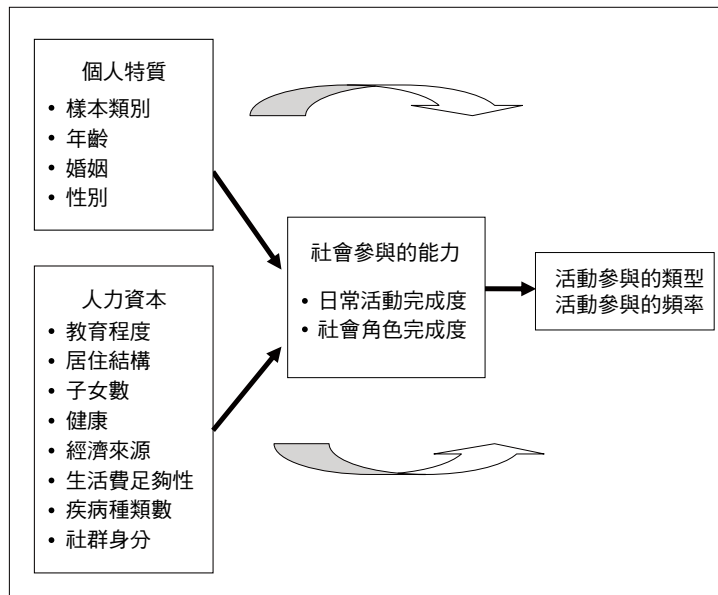 個人特質
• 樣本類別
• 年齡
• 婚姻
• 性別
人力資本
• 教育程度
• 居住結構
• 子女數
• 健康
• 經濟來源
• 生活費足夠性
• 疾病種類數
• 社群身分
社會參與的能力
• 日常活動完成度
• 社會角色完成度
活動參與的類型
活動參與的頻率